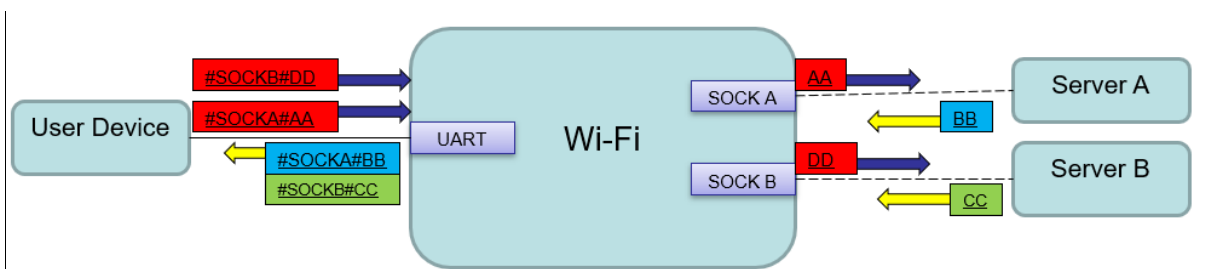 #SOCKB#DD
#SOCKA#AA
User Device
#SOCKA#BB
#SOCKB#CC
UART
Wi-Fi
SOCK A
AA
BB
Server A
SOCK B
DD
CC
Server B